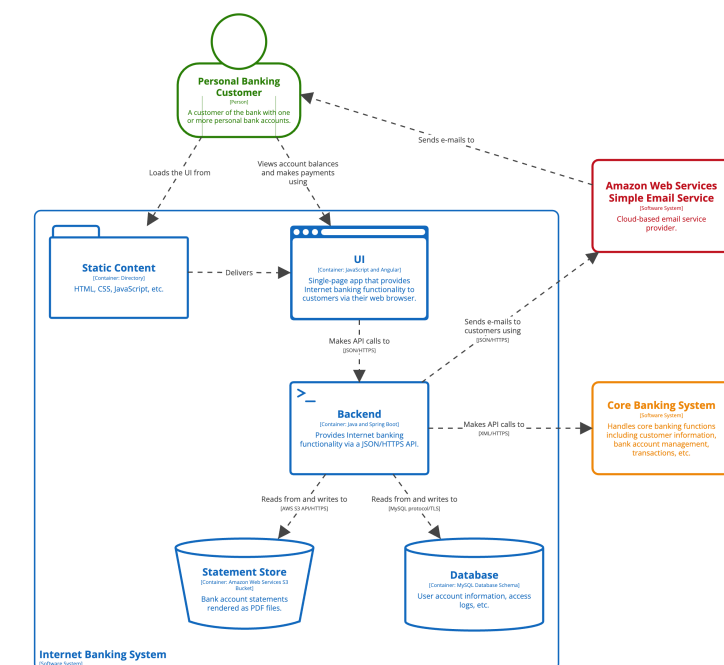 Personal Banking
Customer
[Person]
A customer of the bank with one
or more personal bank accounts.
Sends e-mails to
Loads the UI from
Views account balances
and makes payments
using
Amazon Web Services
Simple Email Service
[Software System]
Cloud-based email service
provider.
Static Content
[Container: Directory]
HTML, CSS, JavaScript, etc.
Delivers
UI
[Container: JavaScript and Angular]
Single-page app that provides
Internet banking functionality to
customers via their web browser.
Makes API calls to
[JSON/HTTPS]
Sends e-mails to
customers using
[JSON/HTTPS]
Backend
[Container: Java and Spring Boot]
Provides Internet banking
functionality via a JSON/HTTPS API.
Makes API calls to
[XML/HTTPS]
Core Banking System
[Software System]
Handles core banking functions
including customer information,
bank account management,
transactions, etc.
Reads from and writes to
[AWS S3 API/HTTPS]
Reads from and writes to
[MySQL protocol/TLS]
Statement Store
[Container: Amazon Web Services S3
Bucket]
Bank account statements
rendered as PDF files.
Database
[Container: MySQL Database Schema]
User account information, access
logs, etc.
Internet Banking System
[Software System]